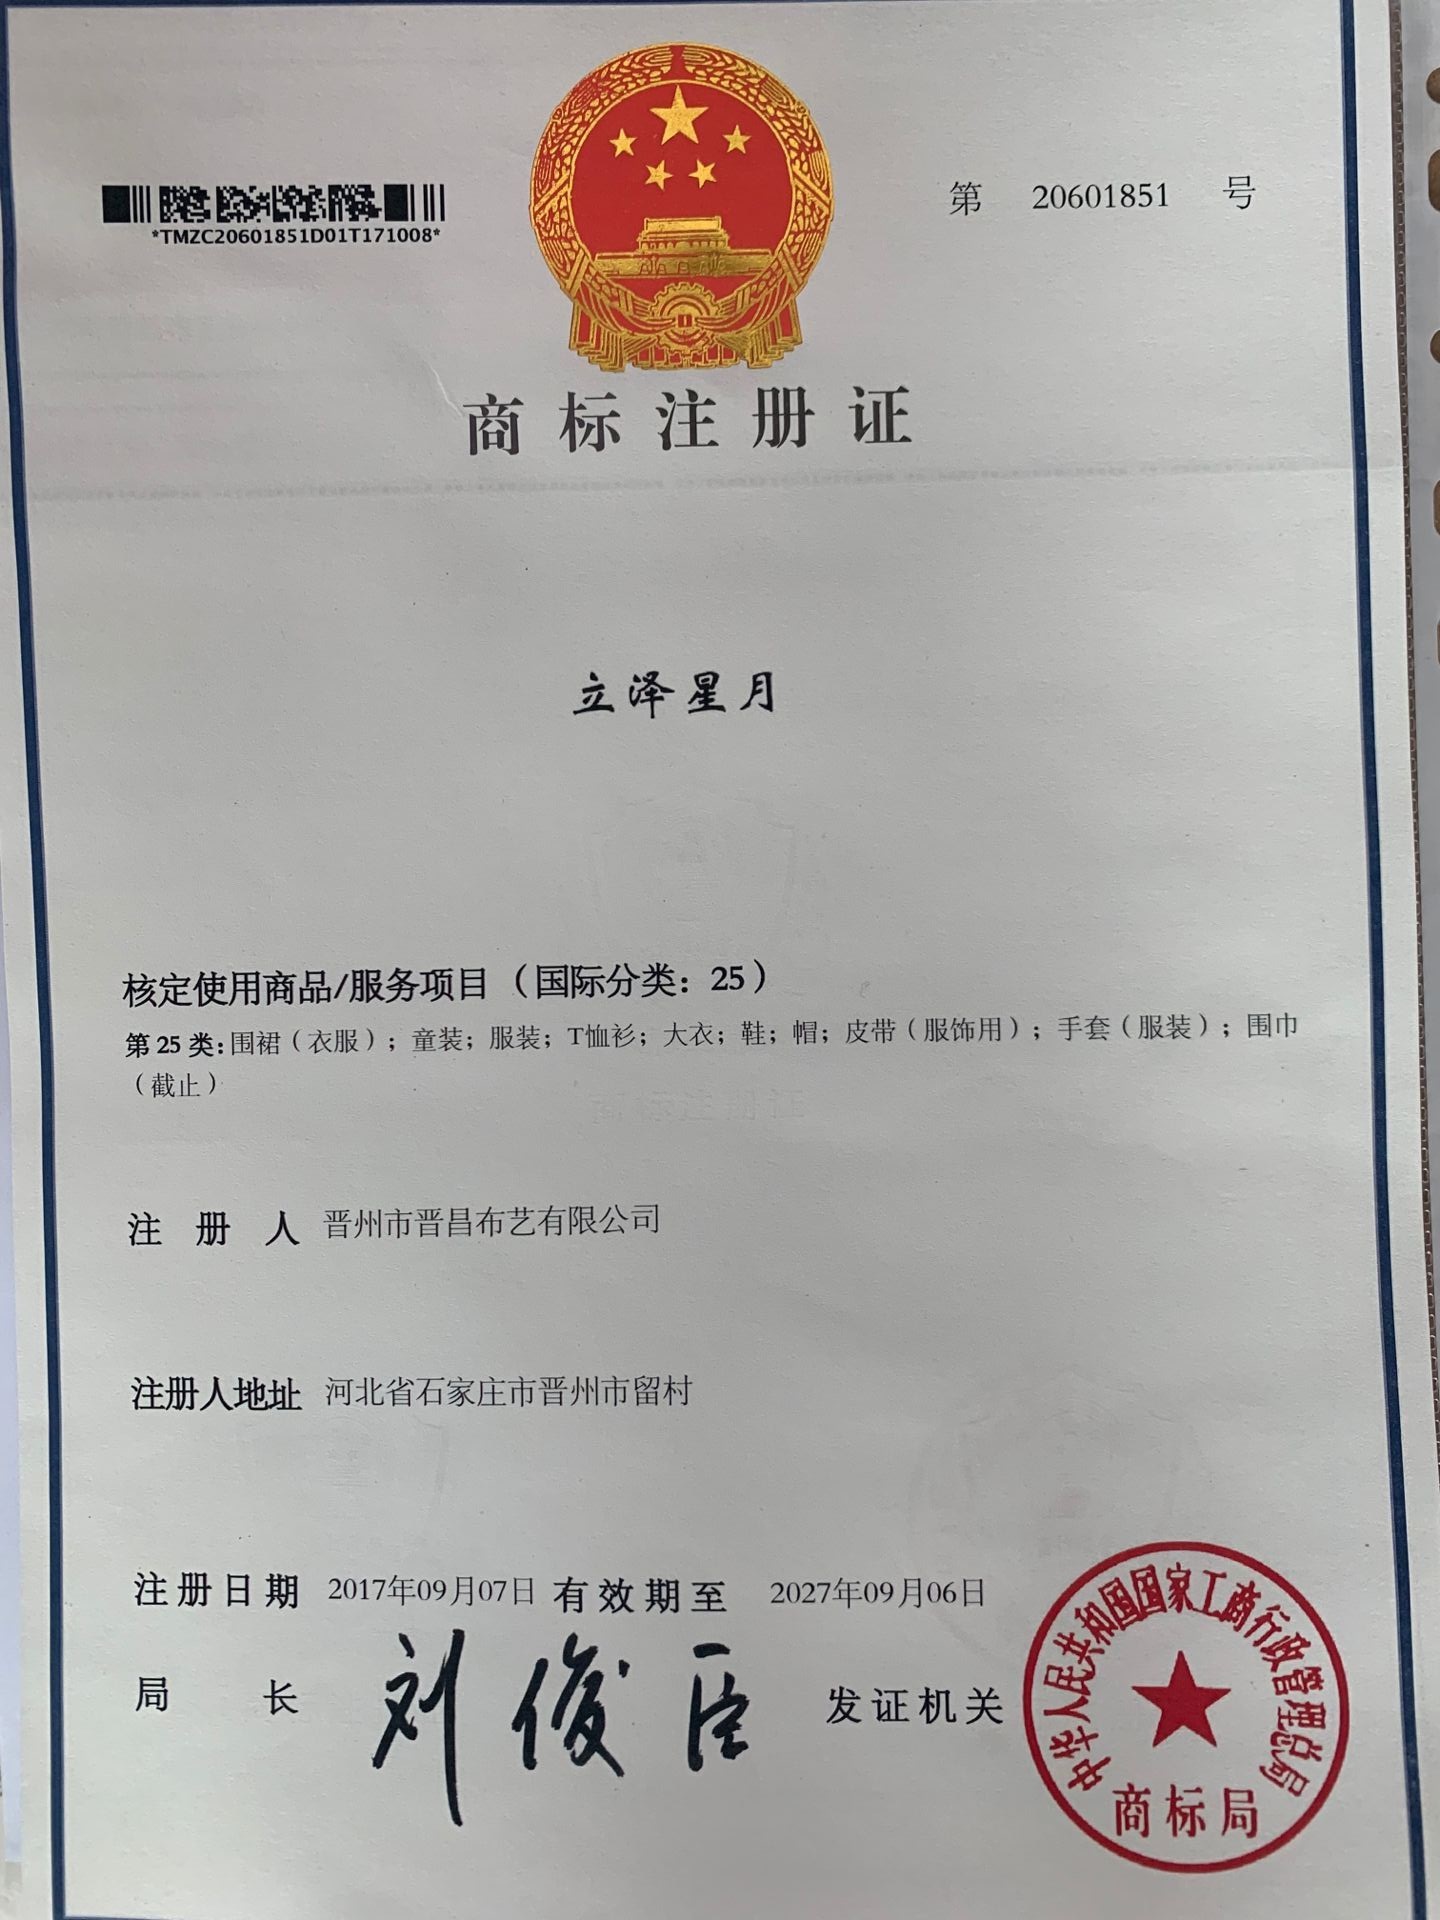 *TMZC20601851D01T171008*
第 20601851 号
商标注册证
立泽星月
核定使用商品/服务项目（国际分类：25）
第25类：围裙（衣服）；童装；服装；T恤衫；大衣；鞋；帽；皮带（服饰用）；手套（服装）；围巾
（截止）
注册人 晋州市晋昌布艺有限公司
注册人地址 河北省石家庄市晋州市留村
注册日期 2017年09月07日 有效期至 2027年09月06日
局长 刘俊臣 发证机关
中华人民共和国国家工商行政管理总局
商标局